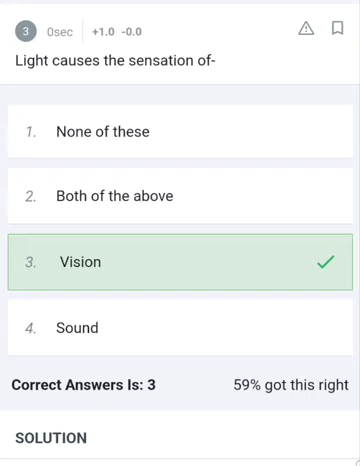 3 0sec +1.0 -0.0
Light causes the sensation of-
1. None of these
2. Both of the above
3. Vision
4. Sound
Correct Answers Is: 3 59% got this right
SOLUTION